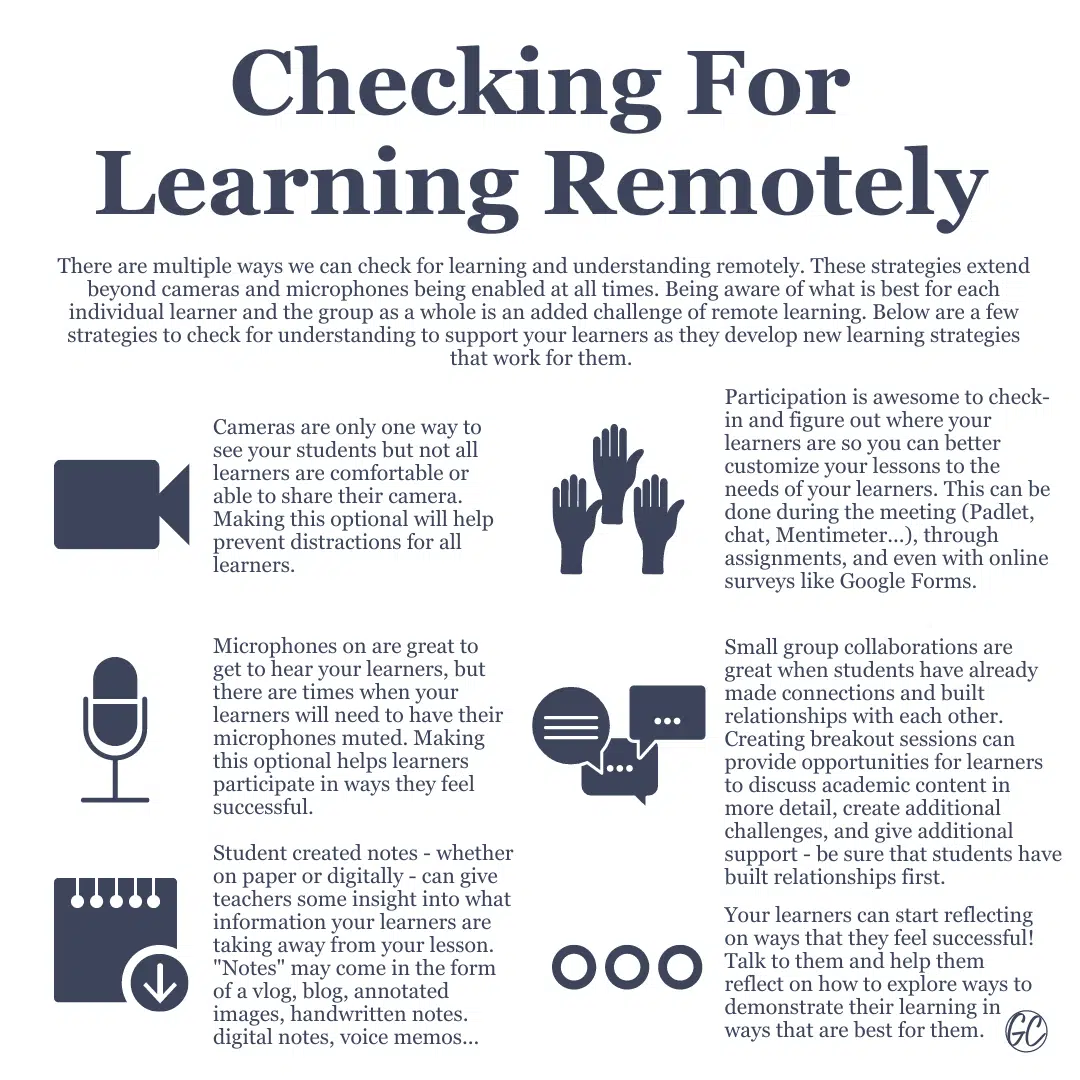 Checking For
Learning Remotely
There are multiple ways we can check for learning and understanding remotely. These strategies extend
beyond cameras and microphones being enabled at all times. Being aware of what is best for each
individual learner and the group as a whole is an added challenge of remote learning. Below are a few
strategies to check for understanding to support your learners as they develop new learning strategies
that work for them.
Cameras are only one way to
see your students but not all
learners are comfortable or
able to share their camera.
Making this optional will help
prevent distractions for all
learners.
Participation is awesome to check-
in and figure out where your
learners are so you can better
customize your lessons to the
needs of your learners. This can be
done during the meeting (Padlet,
chat, Mentimeter...), through
assignments, and even with online
surveys like Google Forms.
Microphones on are great to
get to hear your learners, but
there are times when your
learners will need to have their
microphones muted. Making
this optional helps learners
participate in ways they feel
successful.
Small group collaborations are
great when students have already
made connections and built
relationships with each other.
Creating breakout sessions can
provide opportunities for learners
to discuss academic content in
more detail, create additional
challenges, and give additional
support - be sure that students have
built relationships first.
Student created notes - whether
on paper or digitally - can give
teachers some insight into what
information your learners are
taking away from your lesson.
"Notes" may come in the form
of a vlog, blog, annotated
images, handwritten notes.
digital notes, voice memos...
Your learners can start reflecting
on ways that they feel successful!
Talk to them and help them
reflect on how to explore ways to
demonstrate their learning in
ways that are best for them.
GC